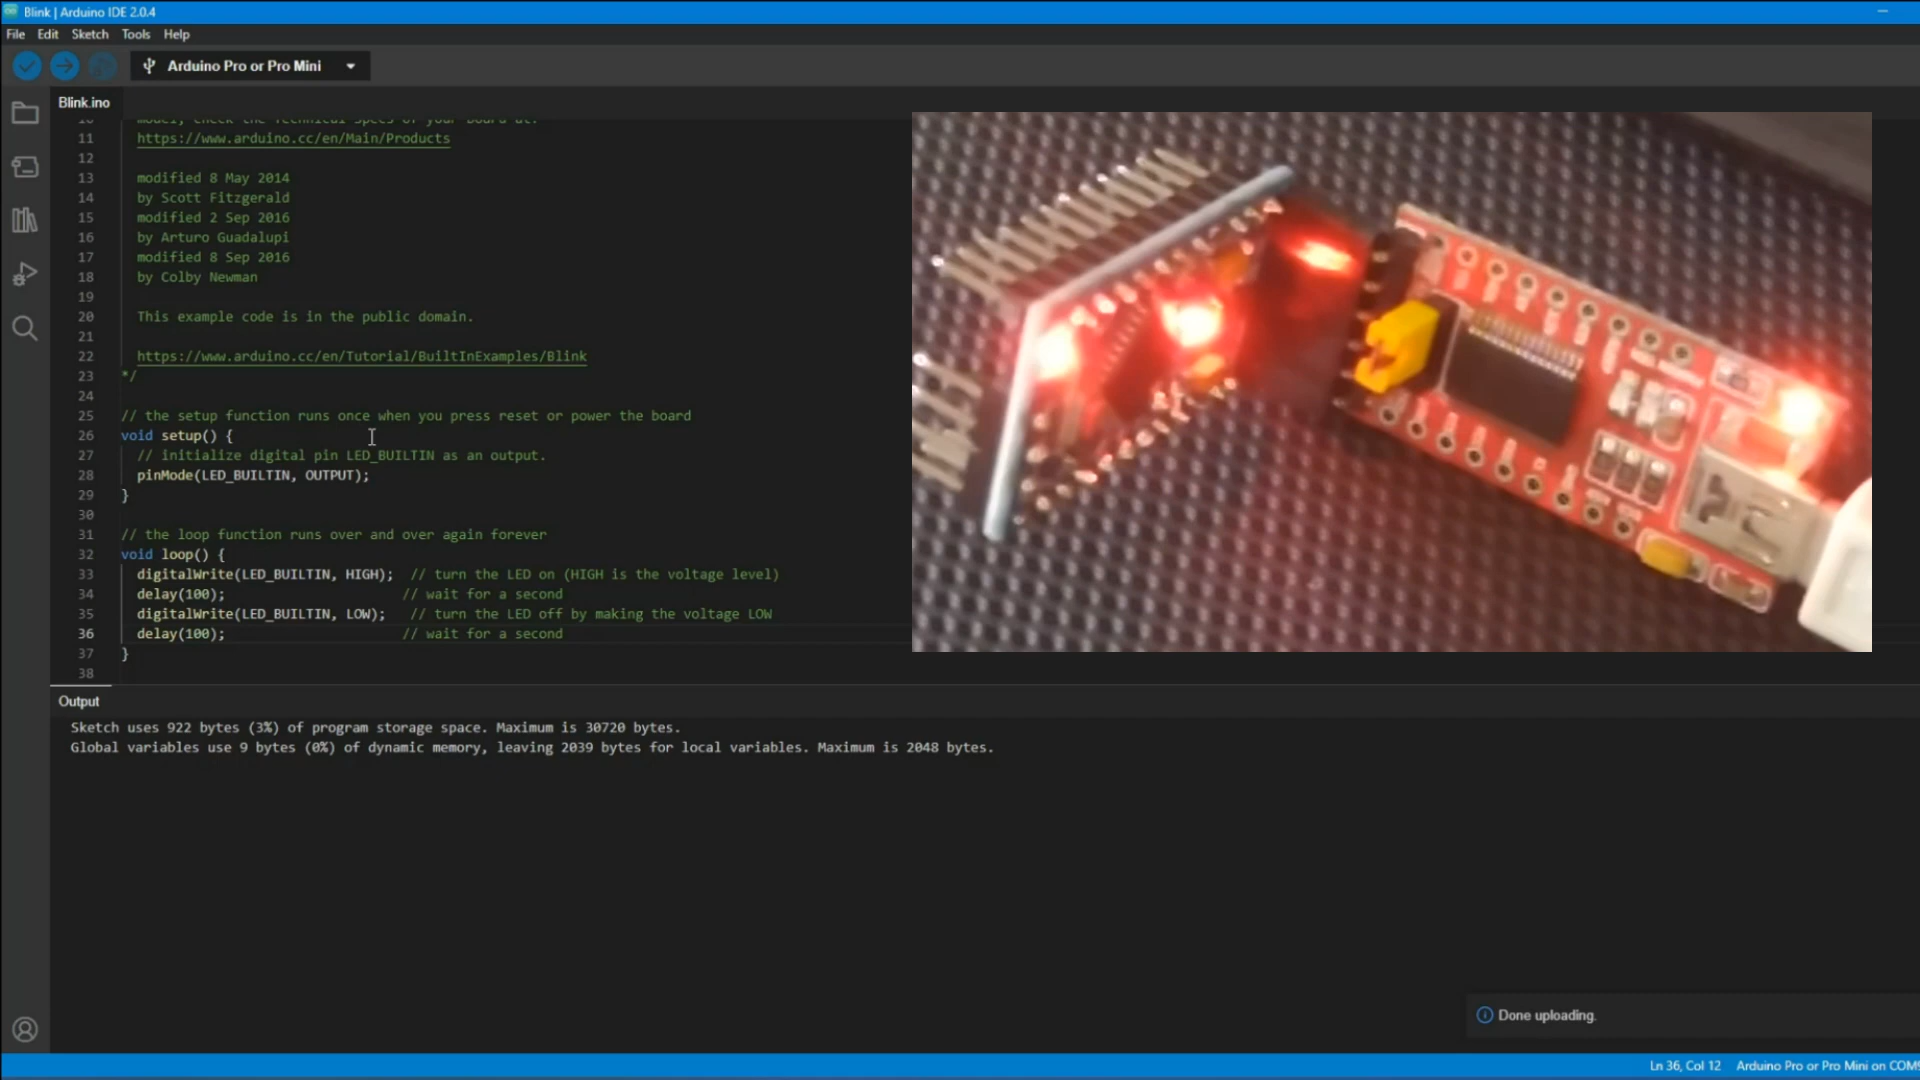 Blink | Arduino IDE 2.0.4
File Edit Sketch Tools Help
Arduino Pro or Pro Mini
Blink.ino
10 model, check the Technical Specs of your board at:
11 https://www.arduino.cc/en/Main/Products
12
13 modified 8 May 2014
14 by Scott Fitzgerald
15 modified 2 Sep 2016
16 by Arturo Guadalupi
17 modified 8 Sep 2016
18 by Colby Newman
19
20 This example code is in the public domain.
21
22 https://www.arduino.cc/en/Tutorial/BuiltInExamples/Blink
23 */
24
25 // the setup function runs once when you press reset or power the board
26 void setup() {
27 // initialize digital pin LED_BUILTIN as an output.
28 pinMode(LED_BUILTIN, OUTPUT);
29 }
30
31 // the loop function runs over and over again forever
32 void loop() {
33 digitalWrite(LED_BUILTIN, HIGH); // turn the LED on (HIGH is the voltage level)
34 delay(100); // wait for a second
35 digitalWrite(LED_BUILTIN, LOW); // turn the LED off by making the voltage LOW
36 delay(100); // wait for a second
37 }
38
Output
Sketch uses 922 bytes (3%) of program storage space. Maximum is 30720 bytes.
Global variables use 9 bytes (0%) of dynamic memory, leaving 2039 bytes for local variables. Maximum is 2048 bytes.
Done uploading.
Ln 36, Col 12 Arduino Pro or Pro Mini on